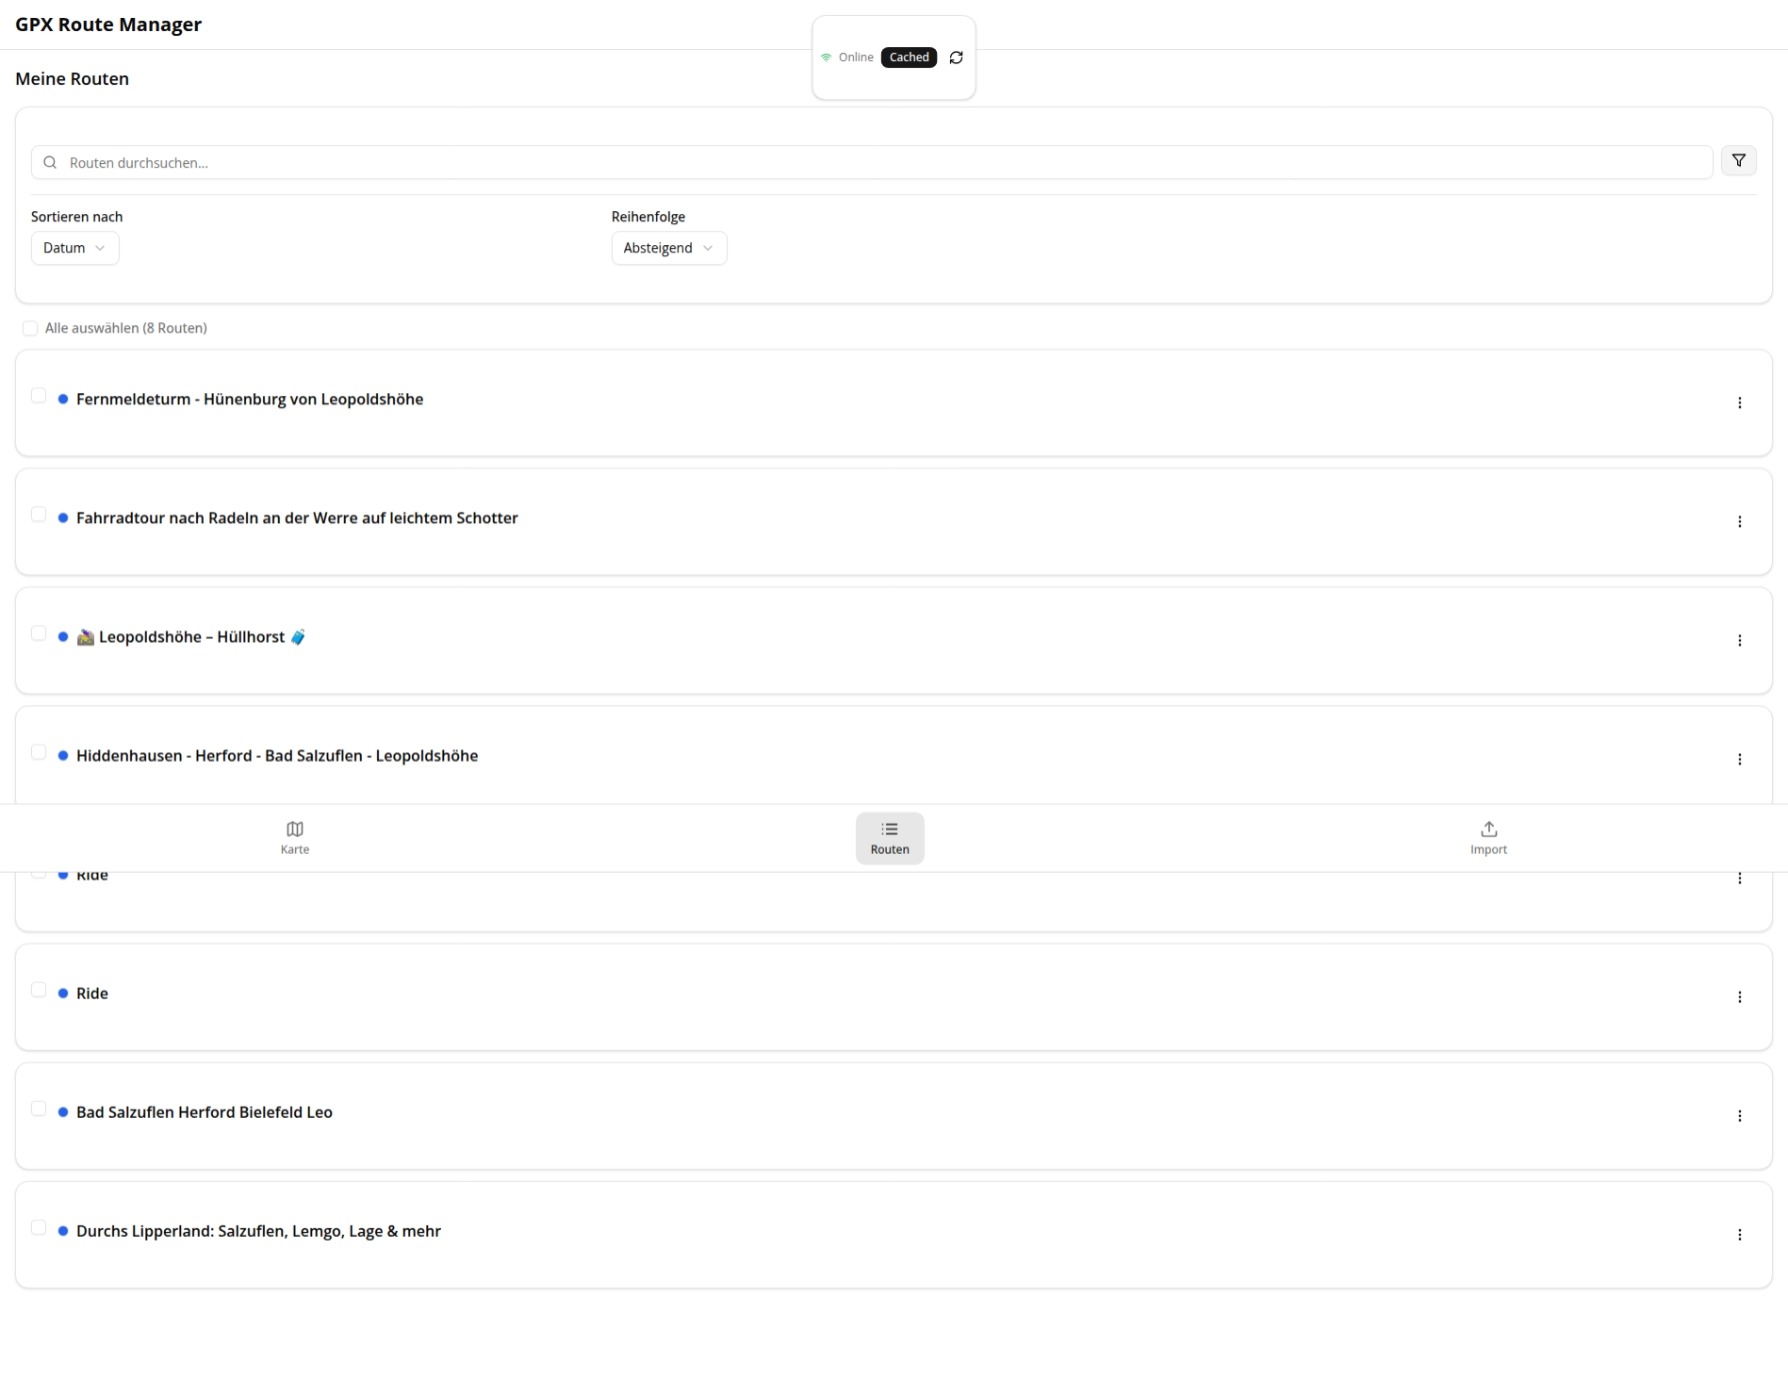 GPX Route Manager
Online Cached
Meine Routen
Routen durchsuchen...
Sortieren nach
Reihenfolge
Datum
Absteigend
Alle auswählen (8 Routen)
Fernmeldeturm - Hünenburg von Leopoldshöhe
Fahrradtour nach Radeln an der Werre auf leichtem Schotter
🚵🏽‍♀️ Leopoldshöhe – Hüllhorst 🧳
Hiddenhausen - Herford - Bad Salzuflen - Leopoldshöhe
Karte
Routen
Import
Ride
Ride
Bad Salzuflen Herford Bielefeld Leo
Durchs Lipperland: Salzuflen, Lemgo, Lage & mehr